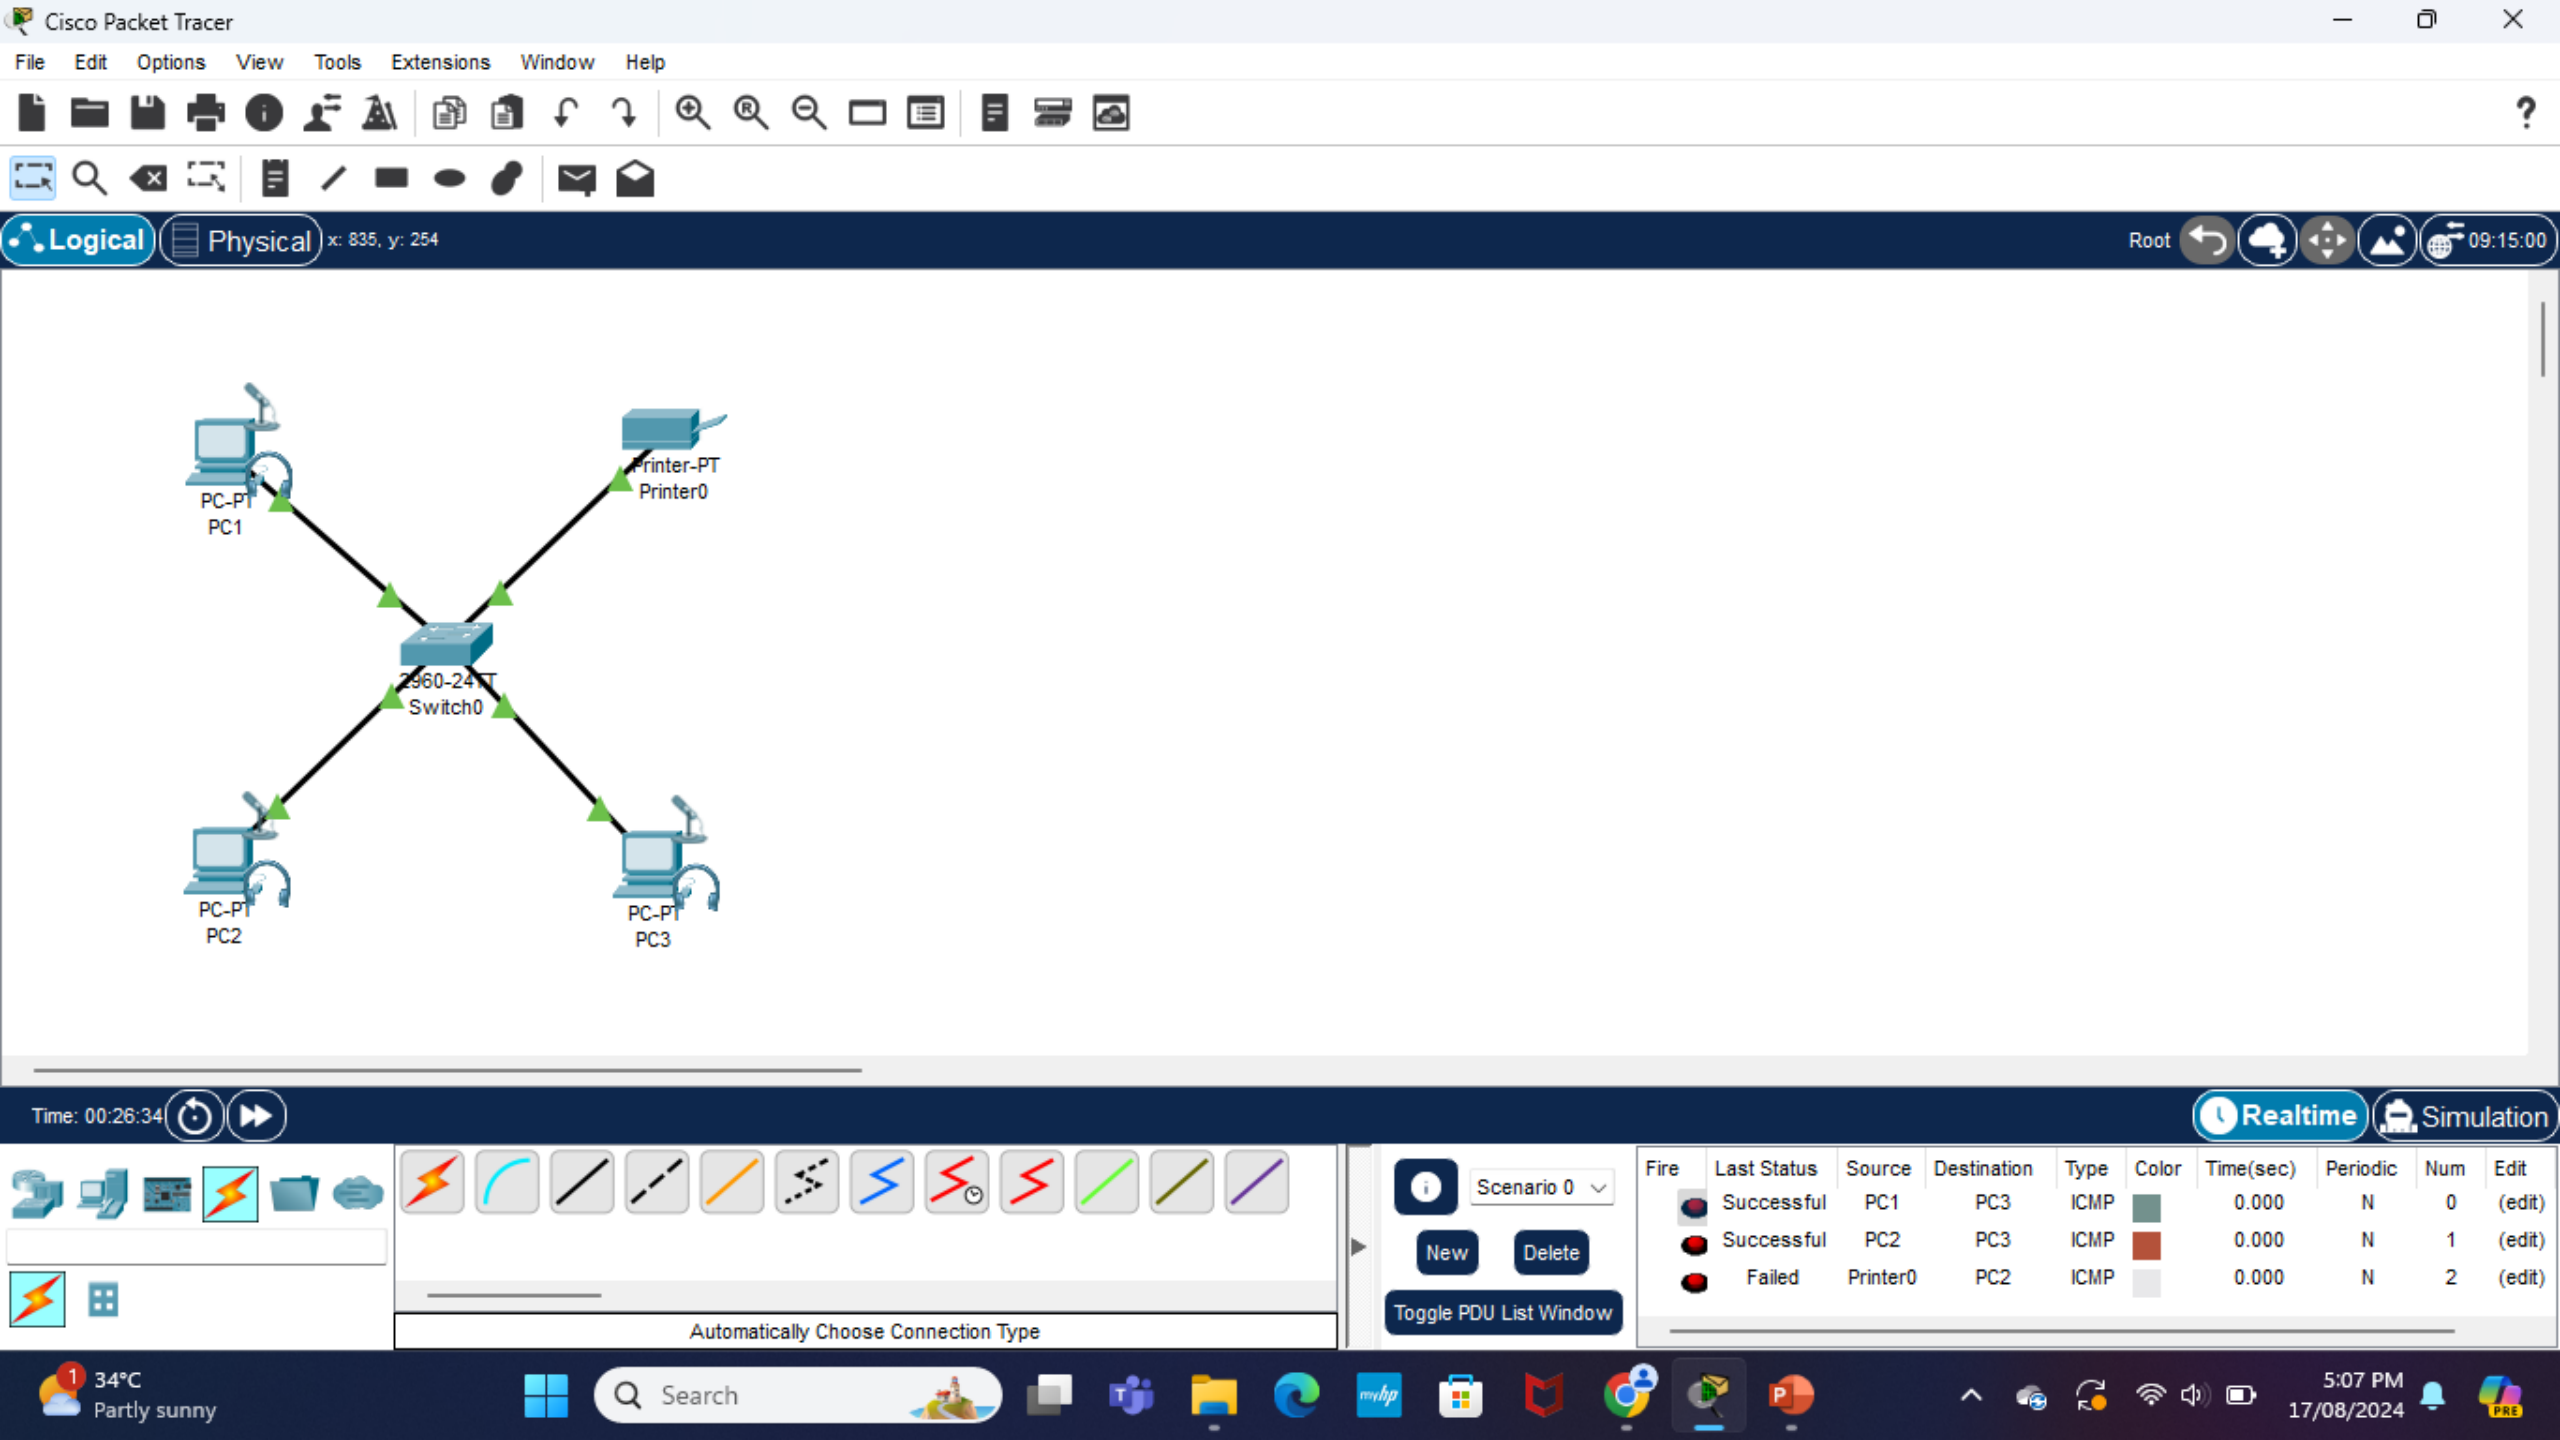 Cisco Packet Tracer
File Edit Options View Tools Extensions Window Help
Logical Physical x: 835, y: 254 Root 09:15:00
PC-PT
PC1
Printer-PT
Printer0
2960-24TT
Switch0
PC-PT
PC2
PC-PT
PC3
Time: 00:26:34 Realtime Simulation
Scenario 0
New Delete
Toggle PDU List Window
Fire Last Status Source Destination Type Color Time(sec) Periodic Num Edit
Successful PC1 PC3 ICMP 0.000 N 0 (edit)
Successful PC2 PC3 ICMP 0.000 N 1 (edit)
Failed Printer0 PC2 ICMP 0.000 N 2 (edit)
Automatically Choose Connection Type
1
34°C
Partly sunny
Search
myhp
5:07 PM
17/08/2024
PRE